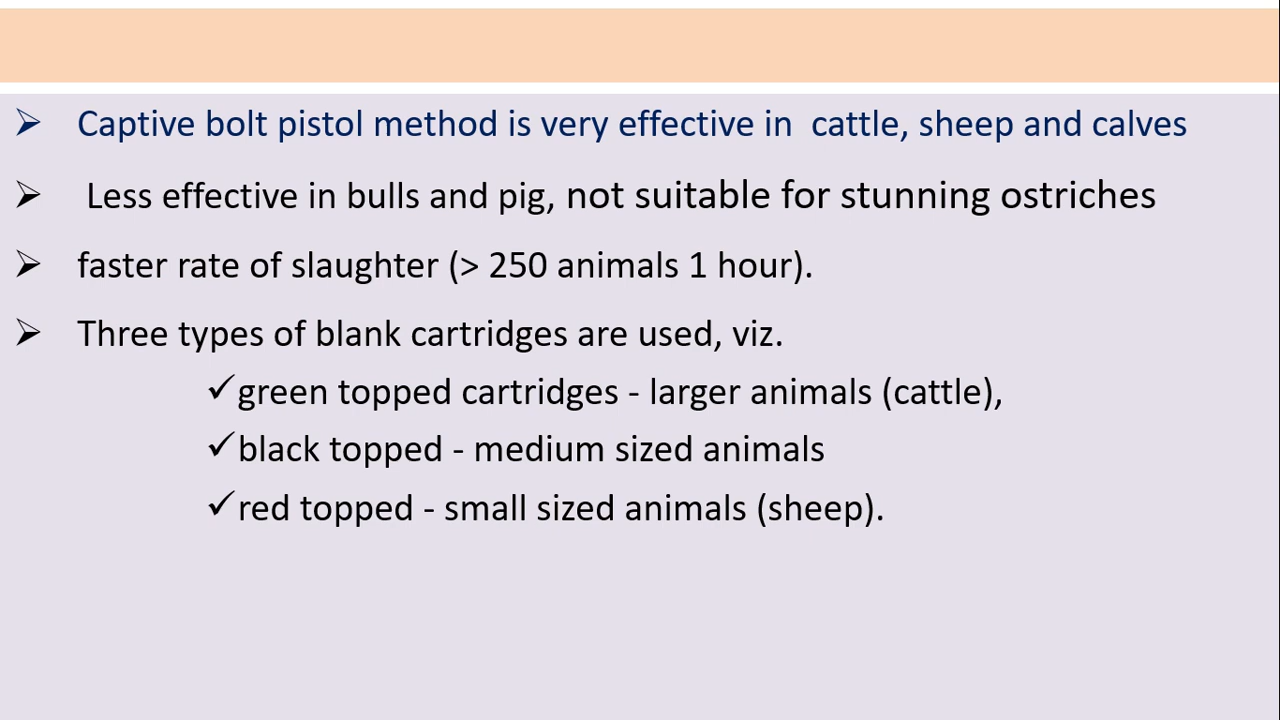 ➢ Captive bolt pistol method is very effective in  cattle, sheep and calves
➢ Less effective in bulls and pig, not suitable for stunning ostriches
➢ faster rate of slaughter (> 250 animals 1 hour).
➢ Three types of blank cartridges are used, viz.
✓green topped cartridges - larger animals (cattle),
✓black topped - medium sized animals
✓red topped - small sized animals (sheep).